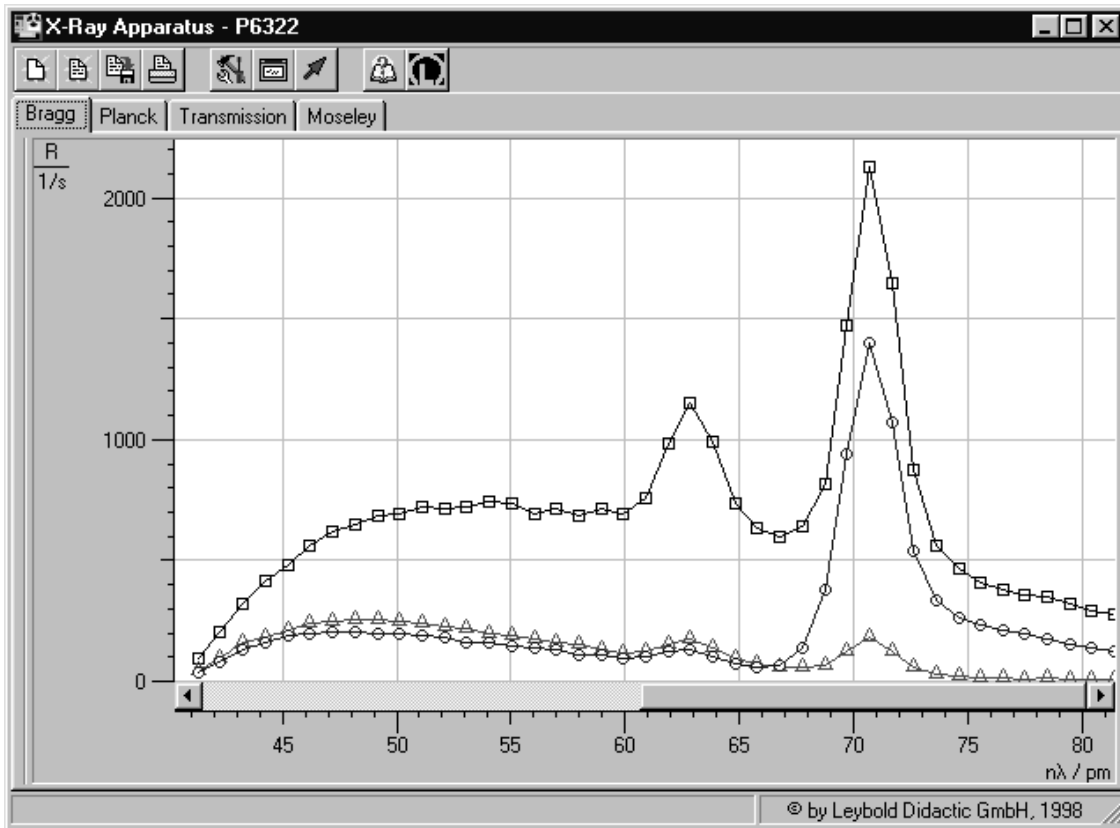 X-Ray Apparatus - P6322
Bragg Planck Transmission Moseley
R
1/s
2000
1000
0
45 50 55 60 65 70 75 80
nλ / pm
© by Leybold Didactic GmbH, 1998